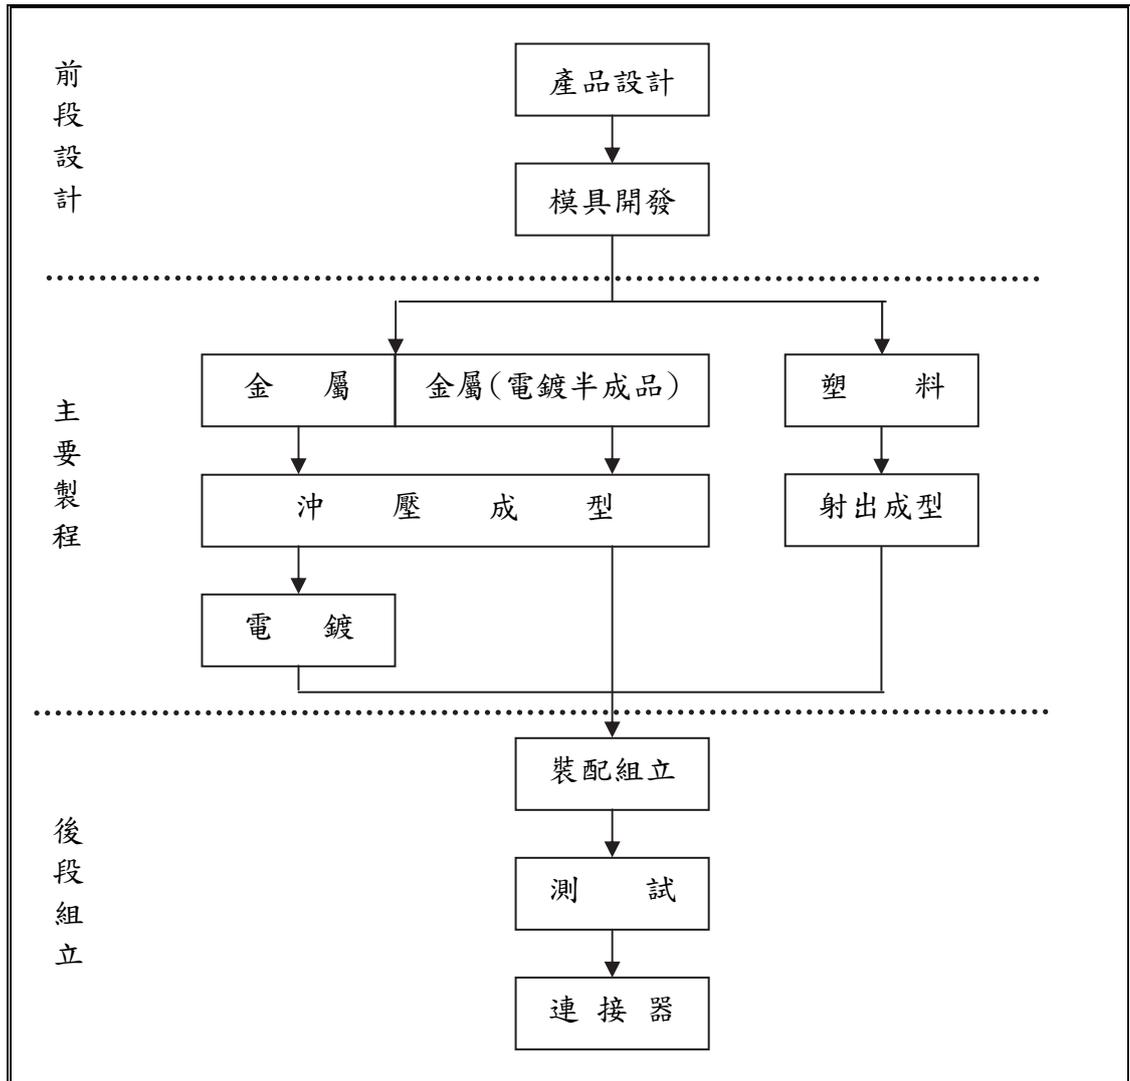 前段設計
產品設計
模具開發
主要製程
金 屬
金屬(電鍍半成品)
塑 料
沖 壓 成 型
射出成型
電 鍍
後段組立
裝配組立
測 試
連 接 器